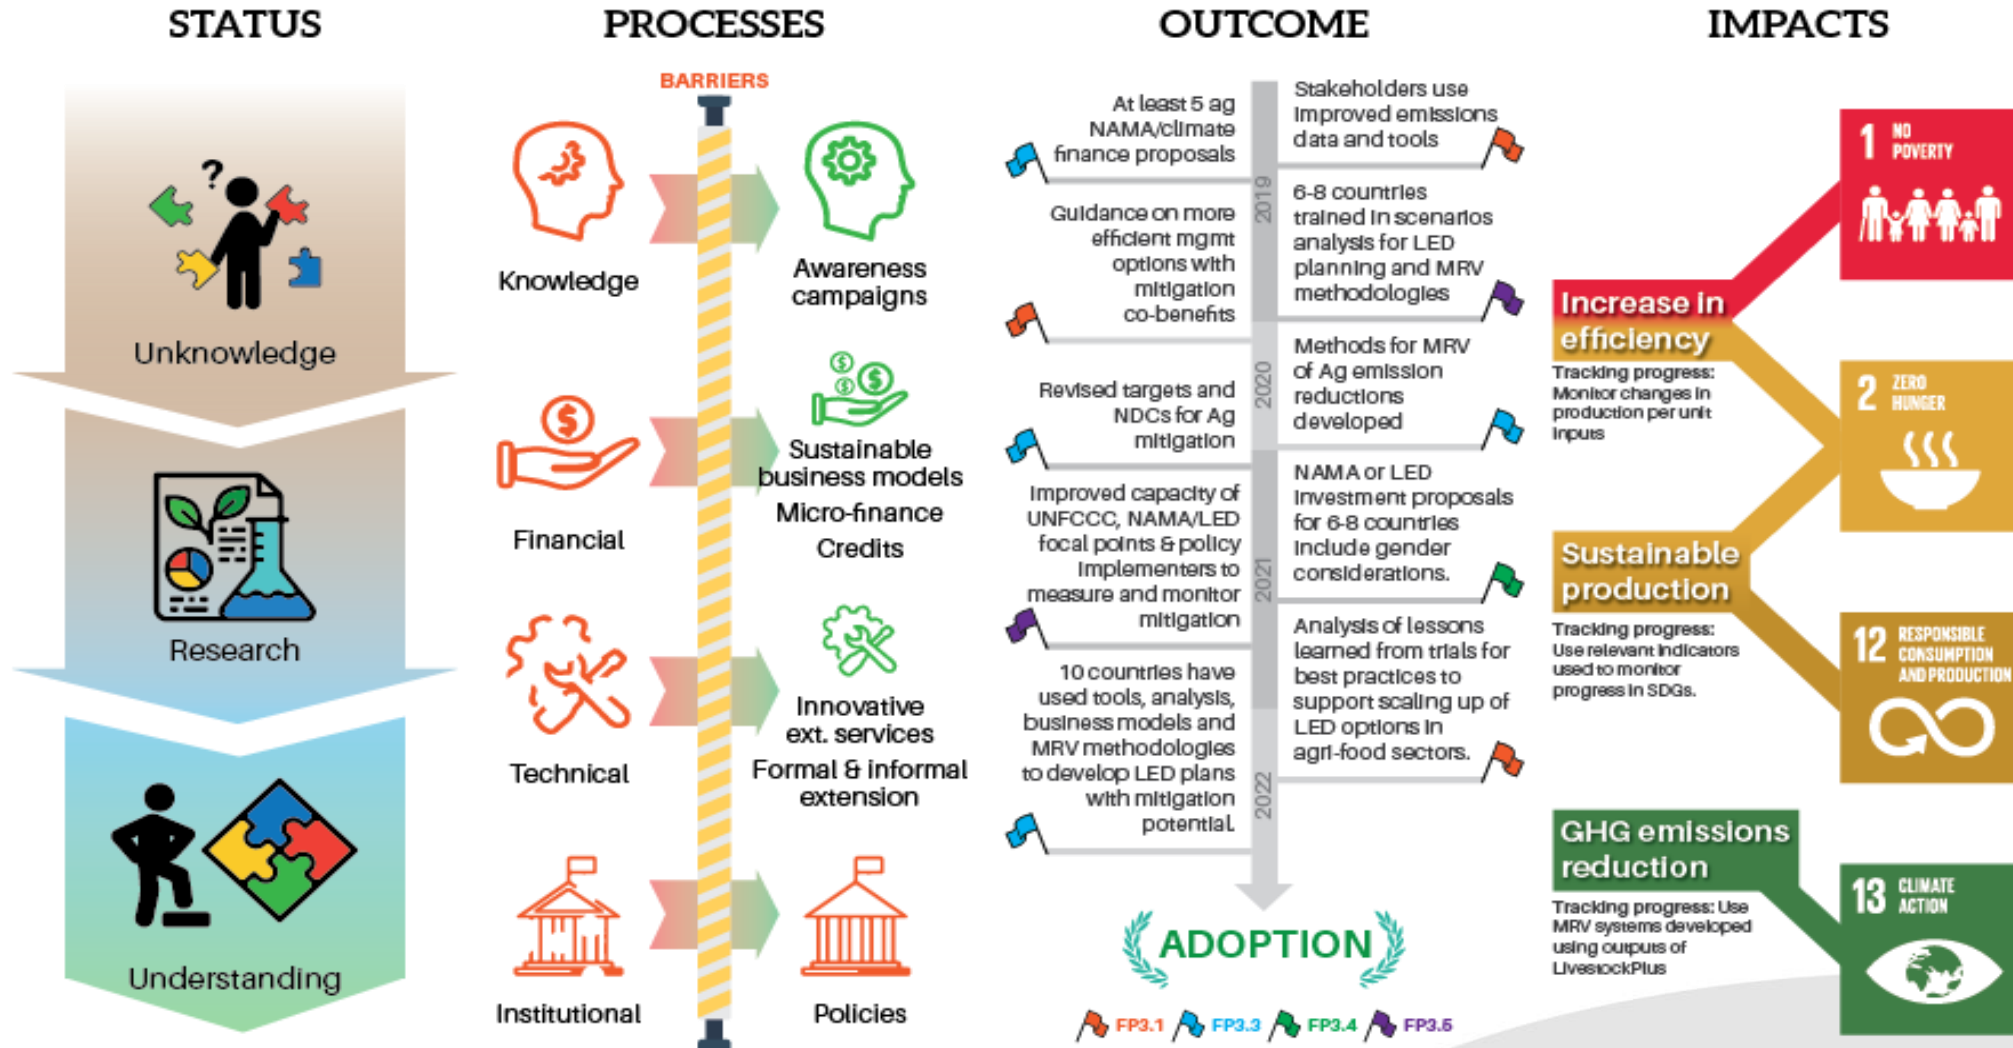 STATUS
PROCESSES
OUTCOME
IMPACTS
?
Unknowledge
Research
Understanding
BARRIERS
Knowledge
Awareness
campaigns
Financial
Sustainable
business models
Micro-finance
Credits
Technical
Innovative
ext. services
Formal & informal
extension
Institutional
Policies
At least 5 ag
NAMA/climate
finance proposals
Guidance on more
efficient mgmt
options with
mitigation
co-benefits
Revised targets and
NDCs for Ag
mitigation
Improved capacity of
UNFCCC, NAMA/LED
focal points & policy
implementers to
measure and monitor
mitigation
10 countries have
used tools, analysis,
business models and
MRV methodologies
to develop LED plans
with mitigation
potential.
2019
2020
2021
2022
Stakeholders use
improved emissions
data and tools
6-8 countries
trained in scenarios
analysis for LED
planning and MRV
methodologies
Methods for MRV
of Ag emission
reductions
developed
NAMA or LED
investment proposals
for 6-8 countries
include gender
considerations.
Analysis of lessons
learned from trials for
best practices to
support scaling up of
LED options in
agri-food sectors.
ADOPTION
FP3.1 FP3.3 FP3.4 FP3.5
Increase in
efficiency
Tracking progress:
Monitor changes in
production per unit
inputs
Sustainable
production
Tracking progress:
Use relevant indicators
used to monitor
progress in SDGs.
GHG emissions
reduction
Tracking progress: Use
MRV systems developed
using outputs of
LivestockPlus
1 NO
POVERTY
2 ZERO
HUNGER
12 RESPONSIBLE
CONSUMPTION
AND PRODUCTION
13 CLIMATE
ACTION